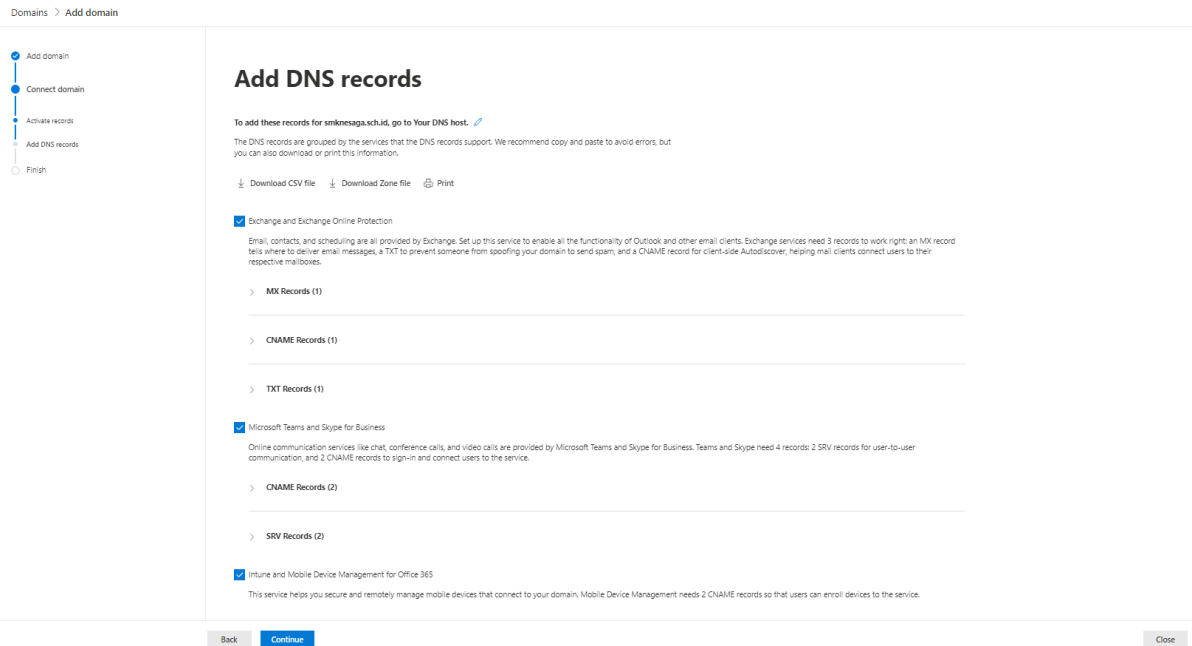 Domains > Add domain
Add domain
Connect domain
Activate records
Add DNS records
Finish
Add DNS records
To add these records for smknesaga.sch.id, go to Your DNS host.
The DNS records are grouped by the services that the DNS records support. We recommend copy and paste to avoid errors, but
you can also download or print this information.
Download CSV file Download Zone file Print
Exchange and Exchange Online Protection
Email, contacts, and scheduling are all provided by Exchange. Set up this service to enable all the functionality of Outlook and other email clients. Exchange services need 3 records to work right: an MX record
tells where to deliver email messages, a TXT to prevent someone from spoofing your domain to send spam, and a CNAME record for client-side Autodiscover, helping mail clients connect users to their
respective mailboxes.
MX Records (1)
CNAME Records (1)
TXT Records (1)
Microsoft Teams and Skype for Business
Online communication services like chat, conference calls, and video calls are provided by Microsoft Teams and Skype for Business. Teams and Skype need 4 records: 2 SRV records for user-to-user
communication, and 2 CNAME records to sign-in and connect users to the service.
CNAME Records (2)
SRV Records (2)
Intune and Mobile Device Management for Office 365
This service helps you secure and remotely manage mobile devices that connect to your domain. Mobile Device Management needs 2 CNAME records so that users can enroll devices to the service.
Back Continue Close